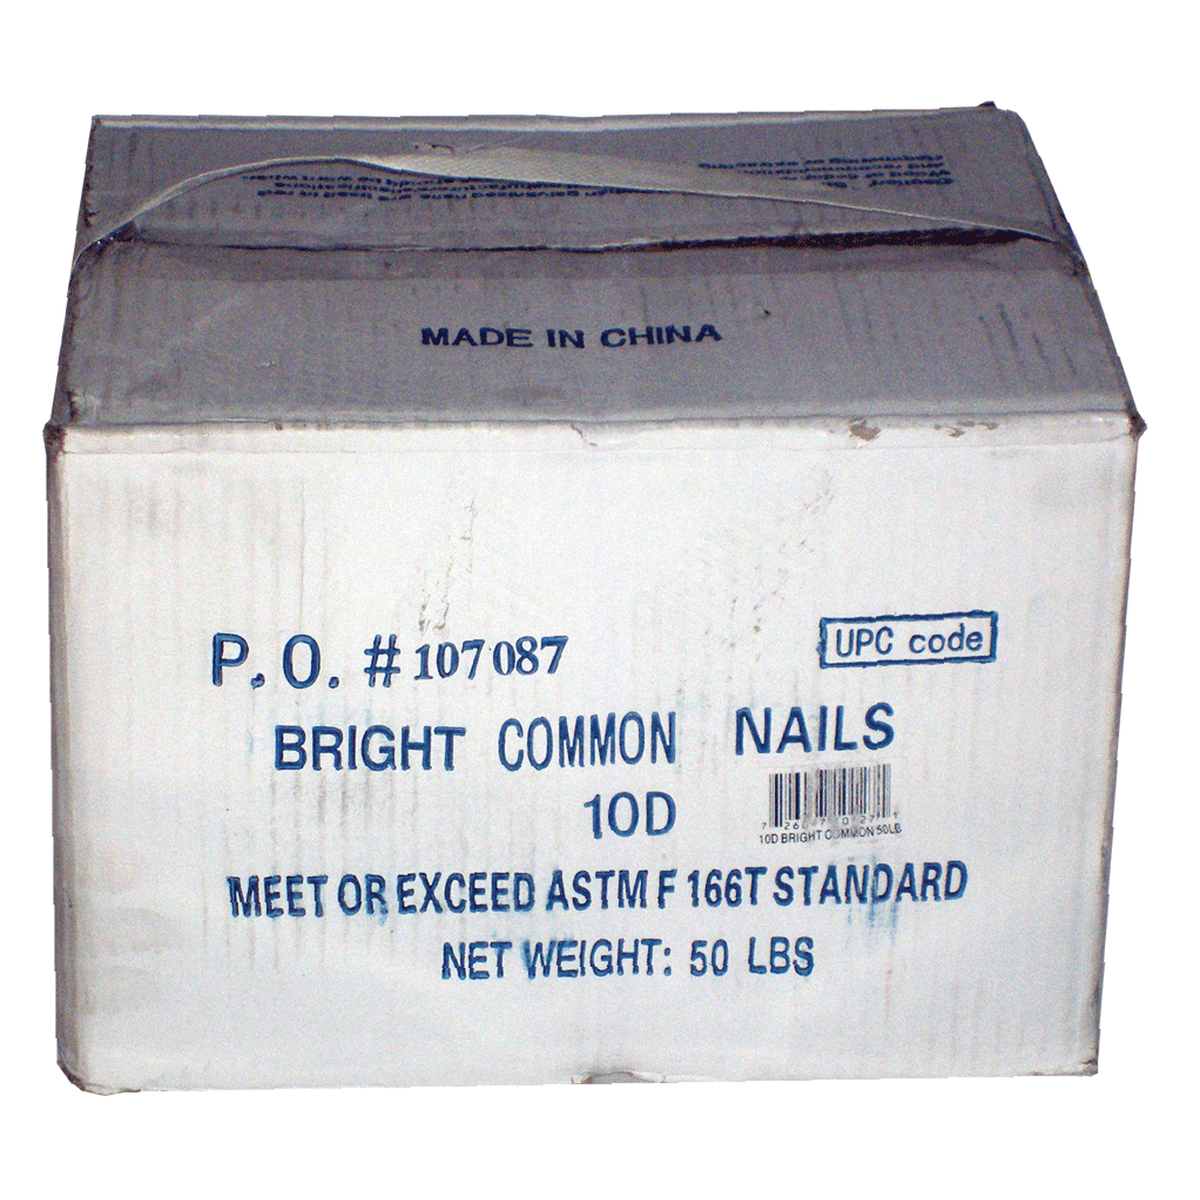 MADE IN CHINA
P.O. #107087
UPC code
BRIGHT COMMON NAILS
10D
10D BRIGHT COMMON 50LB
MEET OR EXCEED ASTM F 166T STANDARD
NET WEIGHT: 50 LBS